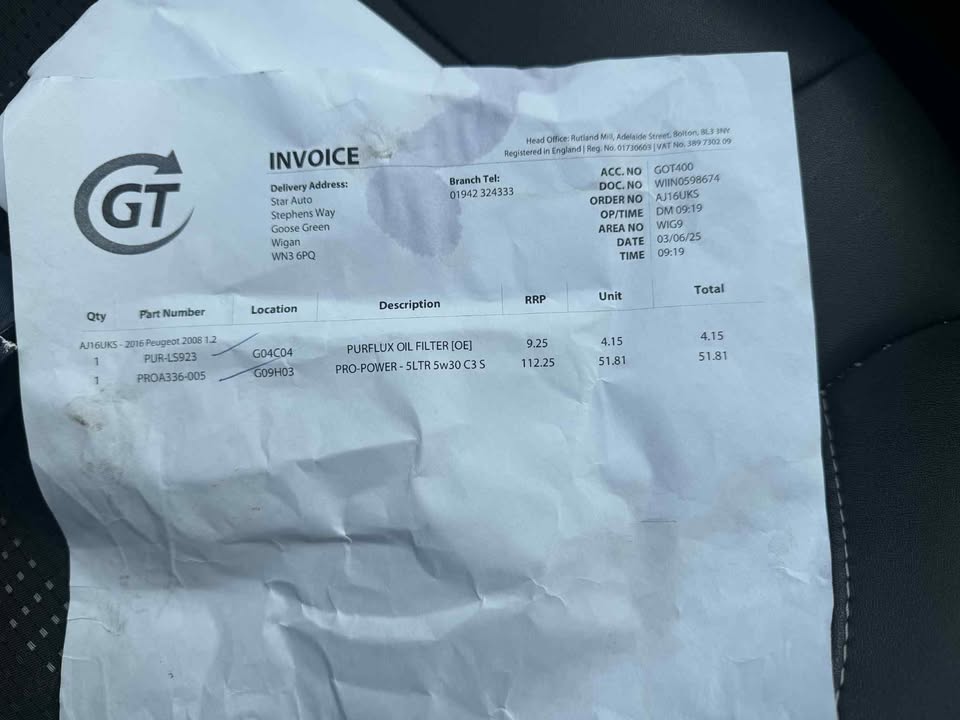 Head Office: Rutland Mill, Adelaide Street, Bolton, BL3 3NY
Registered in England | Reg. No. 01730603 | VAT No. 389 7302 09
GT
INVOICE
Delivery Address:
Star Auto
Stephens Way
Goose Green
Wigan
WN3 6PQ
Branch Tel:
01942 324333
ACC. NO GOT400
DOC. NO WIIN0598674
ORDER NO AJ16UKS
OP/TIME DM 09:19
AREA NO WIG9
DATE 03/06/25
TIME 09:19
Qty Part Number Location Description RRP Unit Total
AJ16UKS - 2016 Peugeot 2008 1.2
1 PUR-LS923 G04C04 PURFLUX OIL FILTER [OE] 9.25 4.15 4.15
1 PROA336-005 G09H03 PRO-POWER - 5LTR 5w30 C3 S 112.25 51.81 51.81